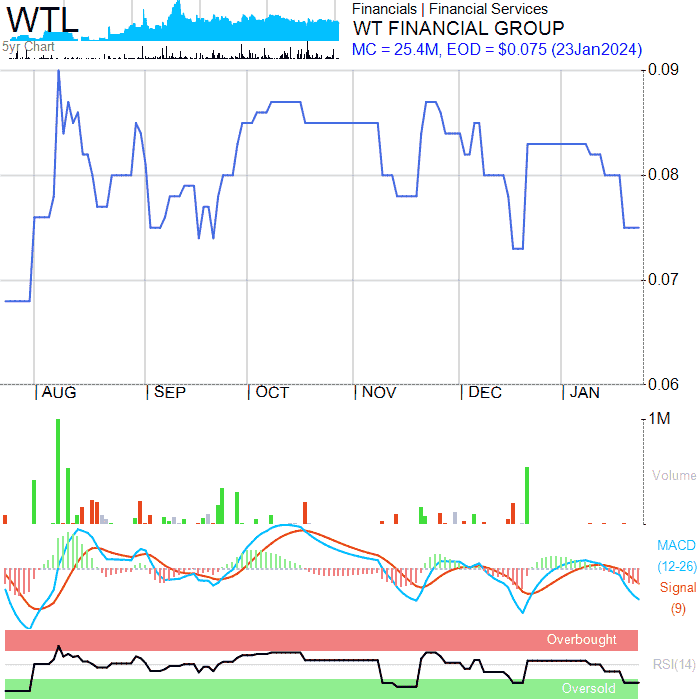 WTL
5yr Chart
Financials | Financial Services
WT FINANCIAL GROUP
MC = 25.4M, EOD = $0.075 (23Jan2024)
0.09
0.08
0.07
0.06
AUG
SEP
OCT
NOV
DEC
JAN
1M
Volume
MACD
(12-26)
Signal
(9)
Overbought
RSI(14)
Oversold